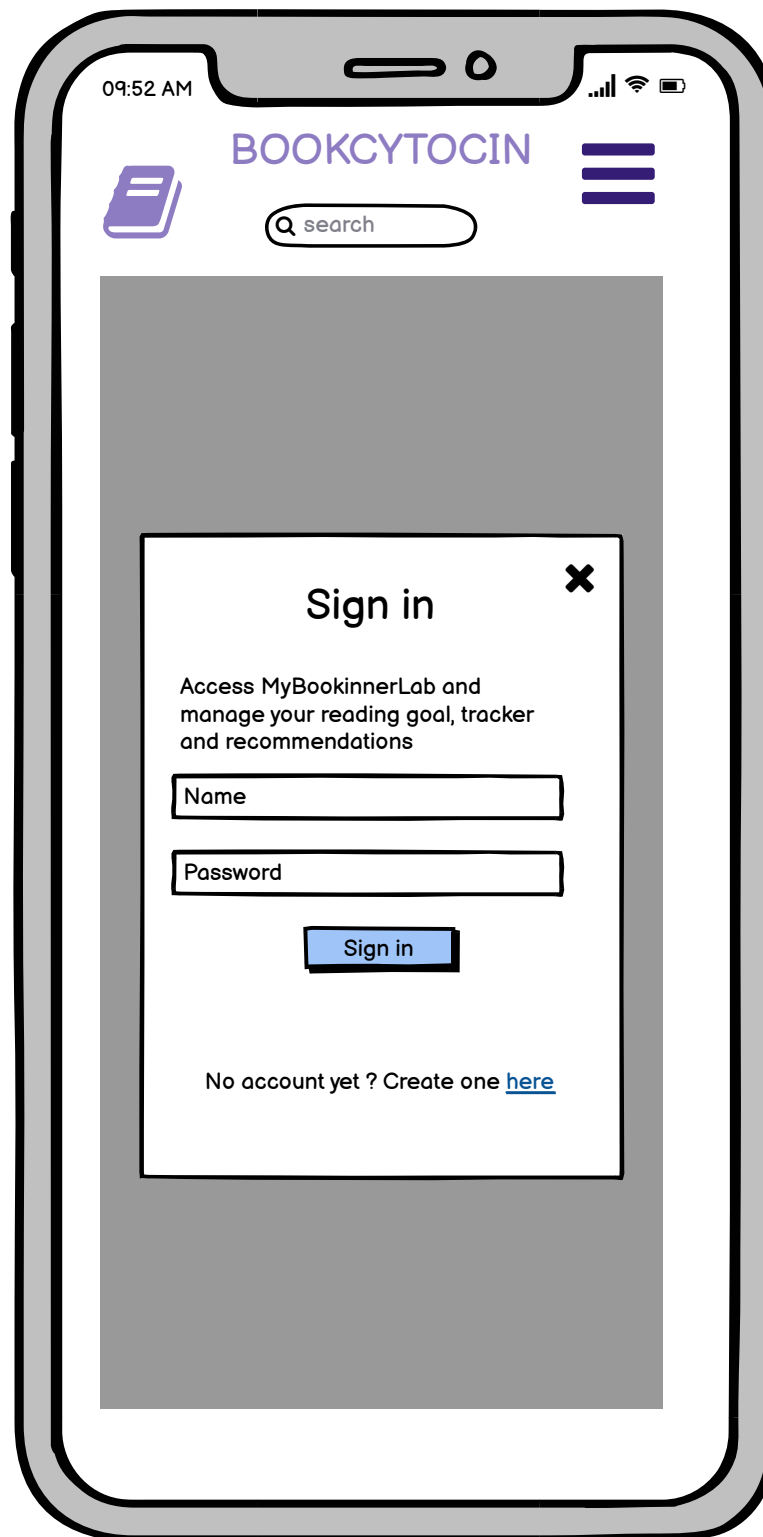 09:52 AM
BOOKCYTOCIN
search
Sign in
Access MyBookinnerLab and
manage your reading goal, tracker
and recommendations
Name
Password
Sign in
No account yet ? Create one here